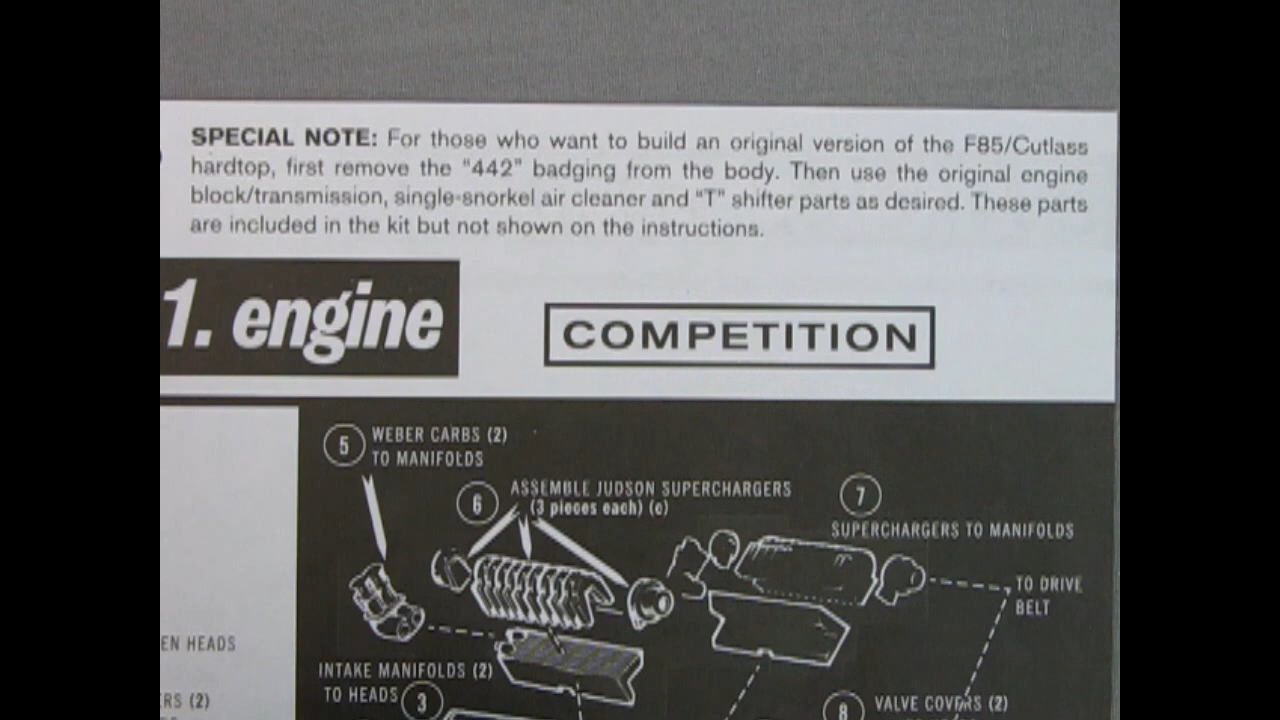 SPECIAL NOTE: For those who want to build an original version of the F85/Cutlass
hardtop, first remove the "442" badging from the body. Then use the original engine
block/transmission, single-snorkel air cleaner and "T" shifter parts as desired. These parts
are included in the kit but not shown on the instructions.
1. engine
COMPETITION
5 WEBER CARBS (2)
TO MANIFOLDS
6 ASSEMBLE JUDSON SUPERCHARGERS
(3 pieces each) (c)
7
SUPERCHARGERS TO MANIFOLDS
TO DRIVE
BELT
EN HEADS
INTAKE MANIFOLDS (2)
TO HEADS 3
RS (2)
8 VALVE COVERS (2)